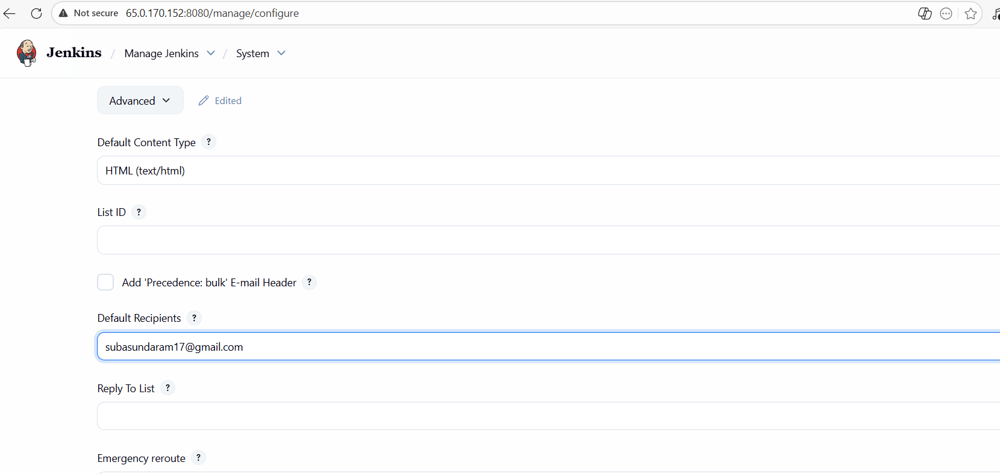 Not secure 65.0.170.152:8080/manage/configure
Jenkins / Manage Jenkins / System
Advanced Edited
Default Content Type ?
HTML (text/html)
List ID ?
Add 'Precedence: bulk' E-mail Header ?
Default Recipients ?
subasundaram17@gmail.com
Reply To List ?
Emergency reroute ?